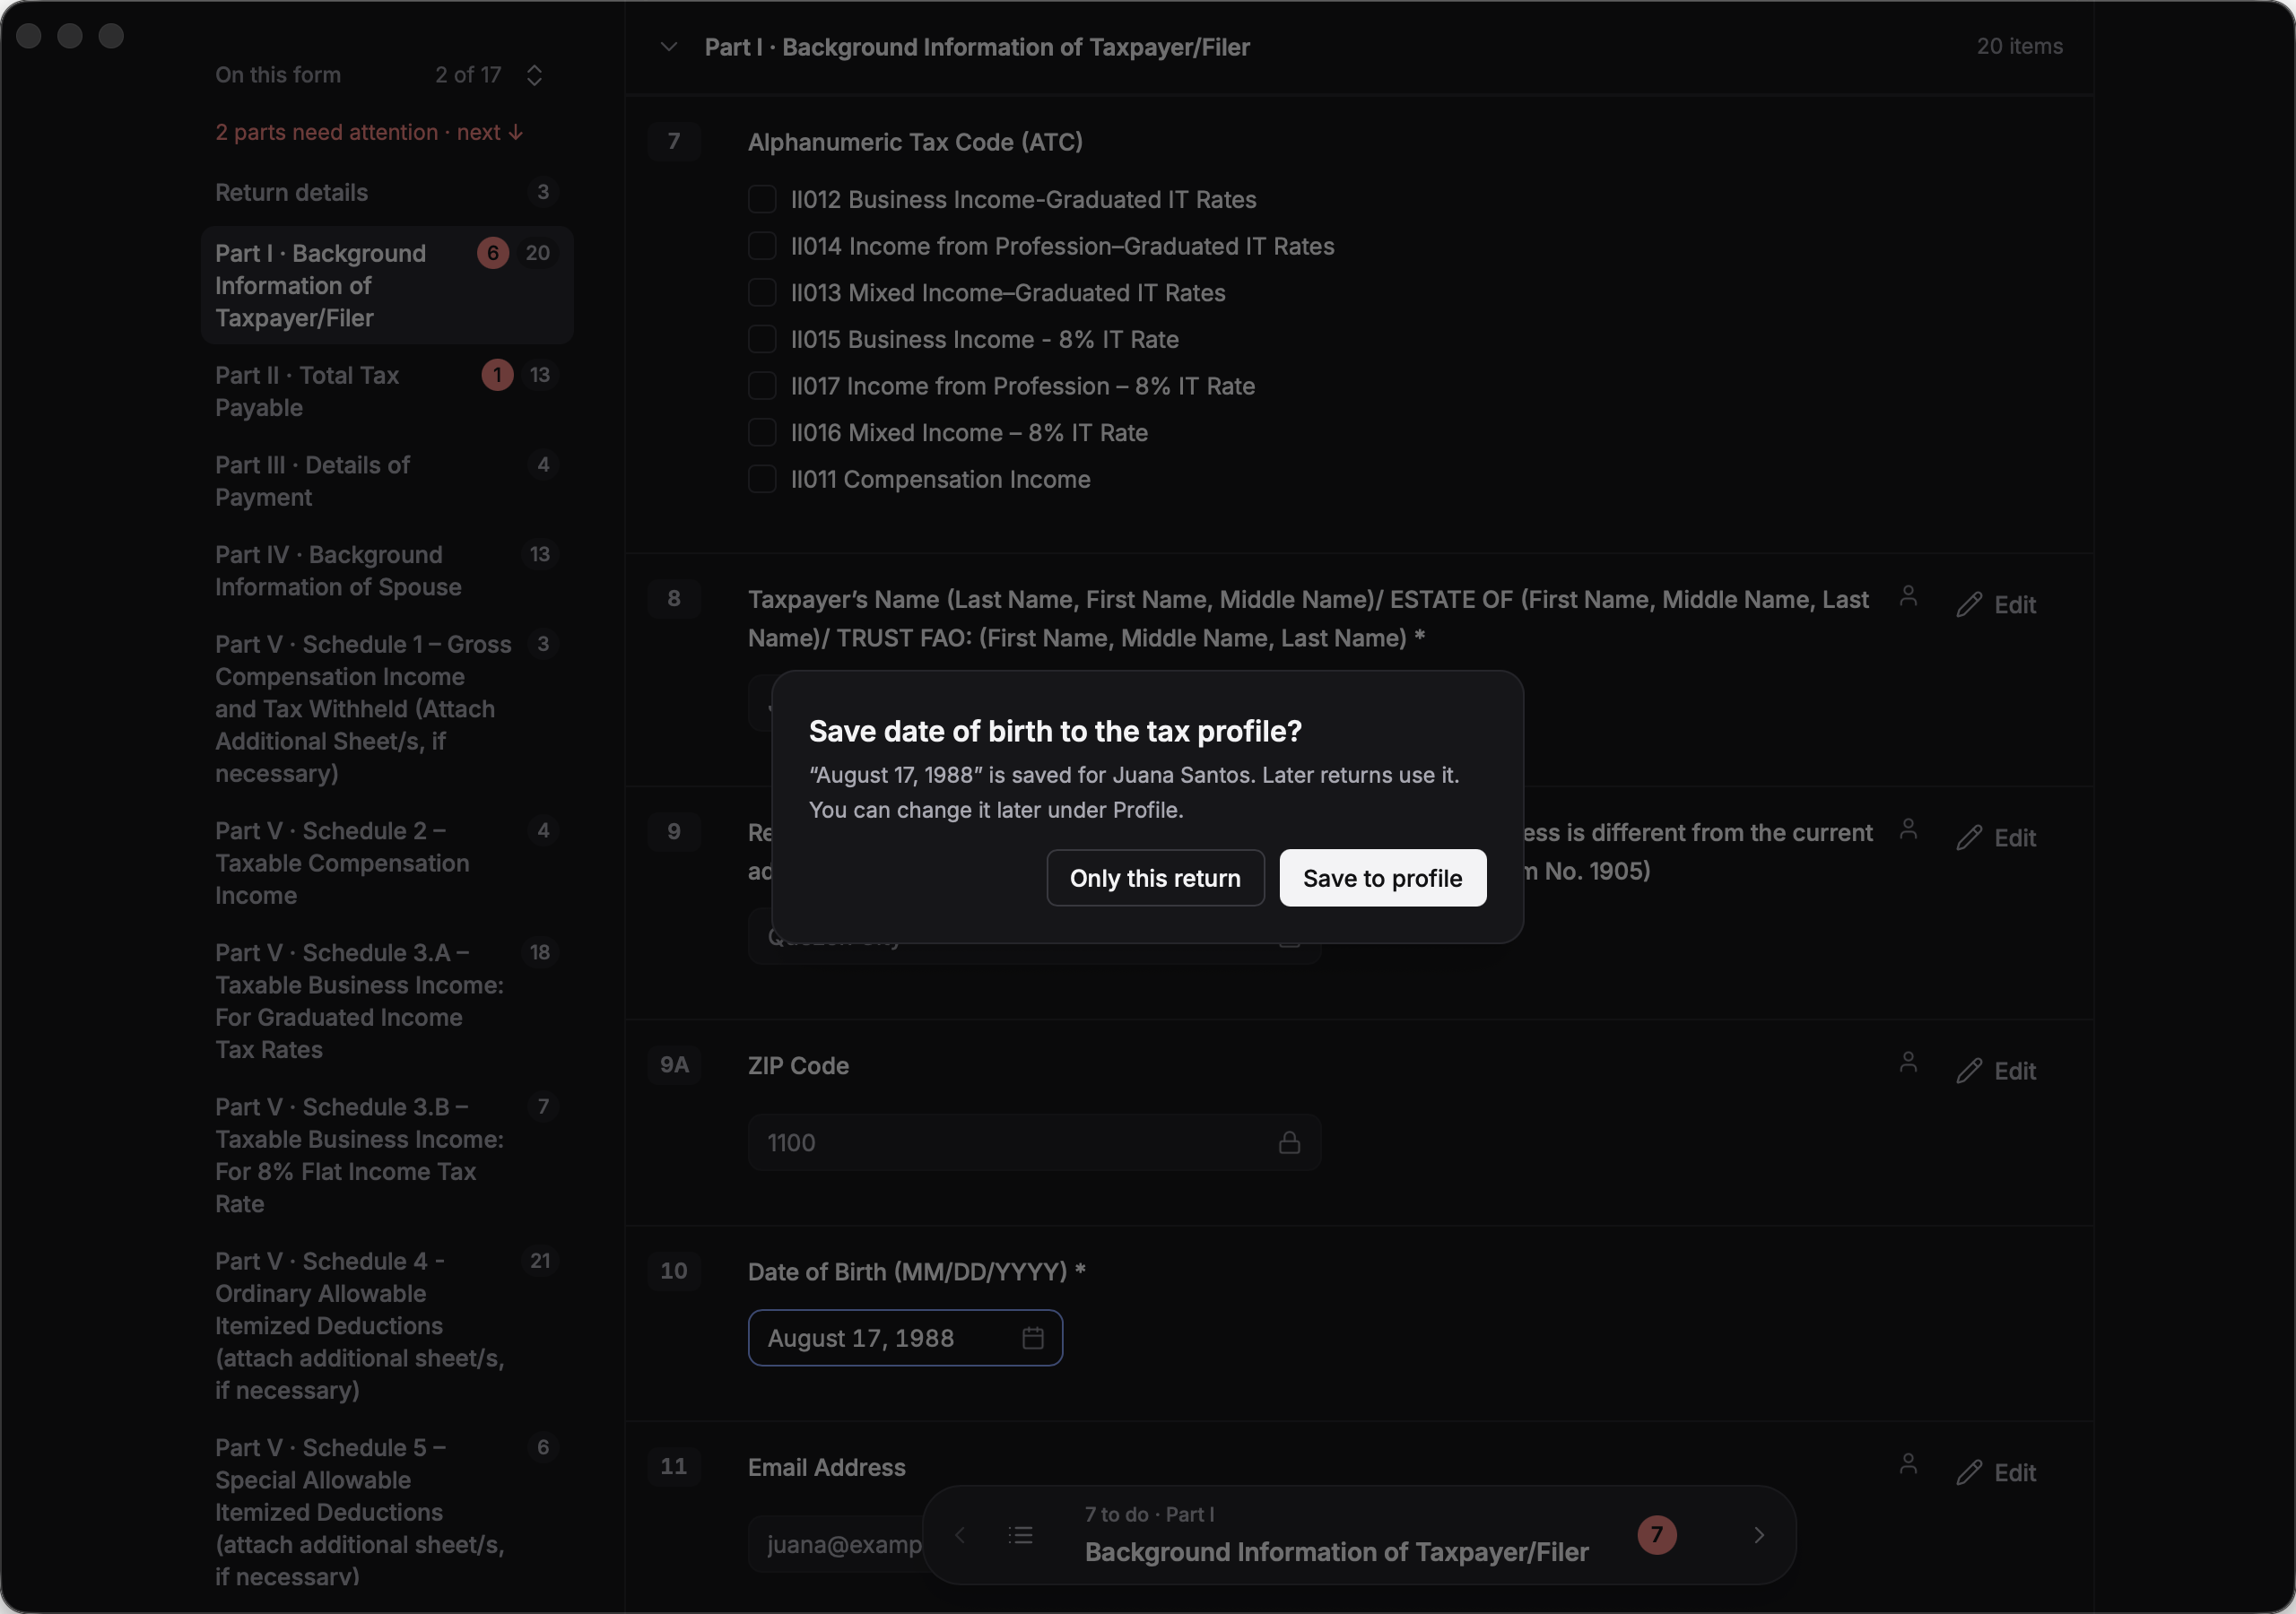 On this form
2 of 17
2 parts need attention · next ↓
Return details
3
Part I · Background
Information of
Taxpayer/Filer
6
20
Part II · Total Tax
Payable
1
13
Part III · Details of
Payment
4
Part IV · Background
Information of Spouse
13
Part V · Schedule 1 – Gross
Compensation Income
and Tax Withheld (Attach
Additional Sheet/s, if
necessary)
3
Part V · Schedule 2 –
Taxable Compensation
Income
4
Part V · Schedule 3.A –
Taxable Business Income:
For Graduated Income
Tax Rates
18
Part V · Schedule 3.B –
Taxable Business Income:
For 8% Flat Income Tax
Rate
7
Part V · Schedule 4 -
Ordinary Allowable
Itemized Deductions
(attach additional sheet/s,
if necessary)
21
Part V · Schedule 5 –
Special Allowable
Itemized Deductions
(attach additional sheet/s,
if necessary)
6
Part I · Background Information of Taxpayer/Filer
20 items
7
Alphanumeric Tax Code (ATC)
II012 Business Income-Graduated IT Rates
II014 Income from Profession–Graduated IT Rates
II013 Mixed Income–Graduated IT Rates
II015 Business Income - 8% IT Rate
II017 Income from Profession – 8% IT Rate
II016 Mixed Income – 8% IT Rate
II011 Compensation Income
8
Taxpayer’s Name (Last Name, First Name, Middle Name)/ ESTATE OF (First Name, Middle Name, Last
Name)/ TRUST FAO: (First Name, Middle Name, Last Name) *
Edit
Save date of birth to the tax profile?
“August 17, 1988” is saved for Juana Santos. Later returns use it.
You can change it later under Profile.
Only this return
Save to profile
9
is different from the current
No. 1905)
Edit
9A
ZIP Code
Edit
1100
10
Date of Birth (MM/DD/YYYY) *
August 17, 1988
11
Email Address
Edit
juana@examp
7 to do · Part I
Background Information of Taxpayer/Filer
7